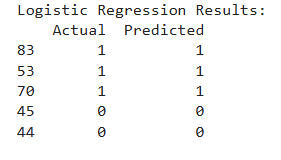 Logistic Regression Results:
Actual Predicted
83 1 1
53 1 1
70 1 1
45 0 0
44 0 0